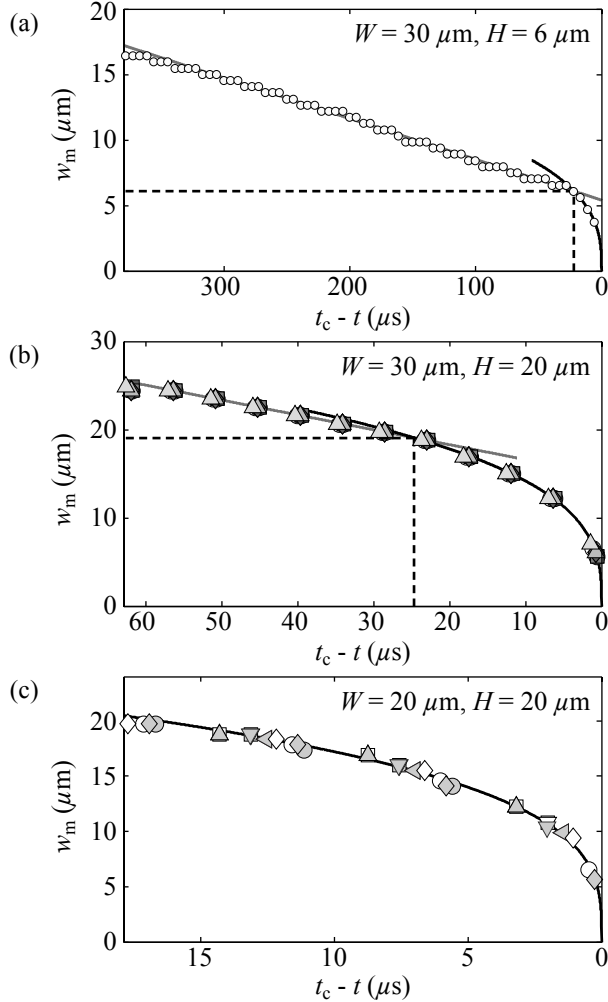 (a)
W = 30 µm, H = 6 µm
20
15
10
5
0
w_m (µm)
300 200 100 0
t_c - t (µs)
(b)
W = 30 µm, H = 20 µm
30
20
10
0
w_m (µm)
60 50 40 30 20 10 0
t_c - t (µs)
(c)
W = 20 µm, H = 20 µm
20
15
10
5
0
w_m (µm)
15 10 5 0
t_c - t (µs)